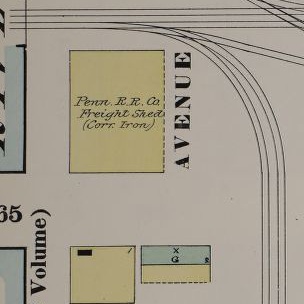 Penn. R.R. Co.
Freight Shed
(Corr. Iron)
AVENUE
65
Volume)
X
G R